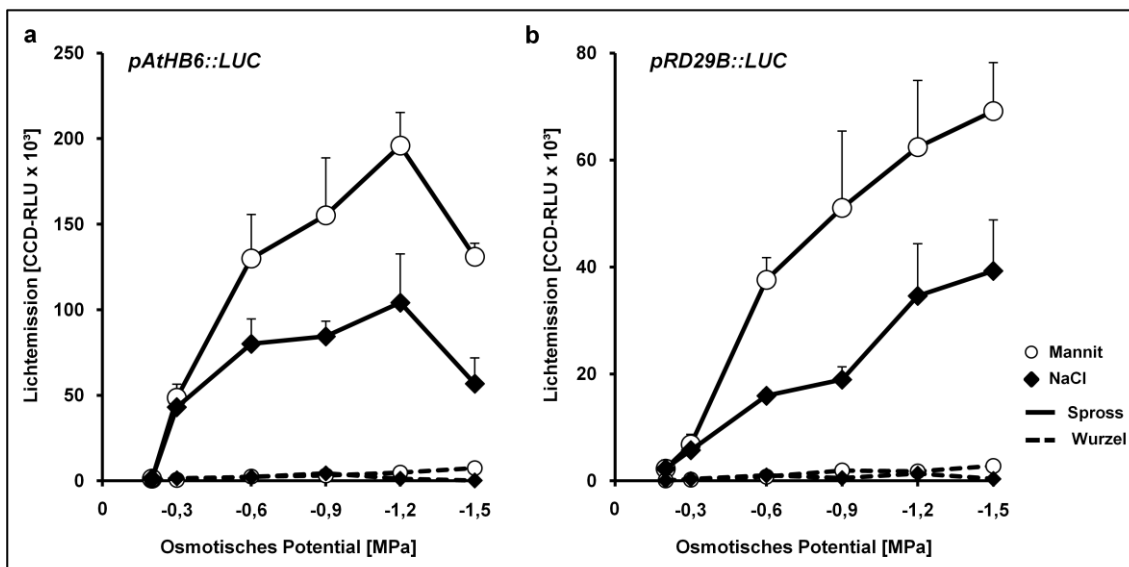 a
pAtHB6::LUC
Lichtemission [CCD-RLU x 10³]
250
200
150
100
50
0
0
-0,3
-0,6
-0,9
-1,2
-1,5
Osmotisches Potential [MPa]
b
pRD29B::LUC
Lichtemission [CCD-RLU x 10³]
80
60
40
20
0
0
-0,3
-0,6
-0,9
-1,2
-1,5
Osmotisches Potential [MPa]
Mannit
NaCl
Spross
Wurzel